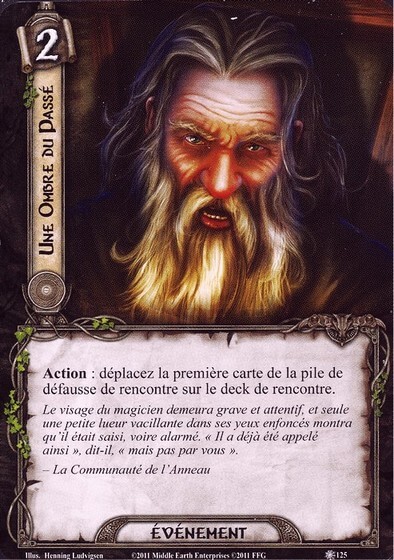 2
UNE OMBRE DU PASSÉ
Action : déplacez la première carte de la pile de
défausse de rencontre sur le deck de rencontre.
Le visage du magicien demeura grave et attentif, et seule
une petite lueur vacillante dans ses yeux enfoncés montra
qu'il était saisi, voire alarmé. « Il a déjà été appelé
ainsi », dit-il, « mais pas par vous ».
– La Communauté de l'Anneau
ÉVÉNEMENT
Illus. Henning Ludvigsen ©2011 Middle Earth Enterprises ©2011 FFG 125